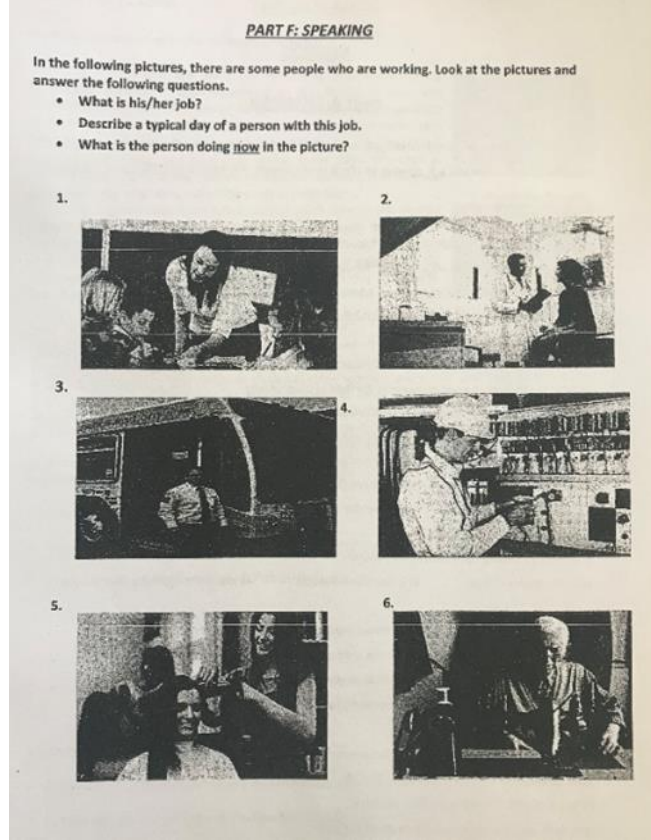 PART F: SPEAKING
In the following pictures, there are some people who are working. Look at the pictures and
answer the following questions.
• What is his/her job?
• Describe a typical day of a person with this job.
• What is the person doing now in the picture?
1.
2.
3.
4.
5.
6.